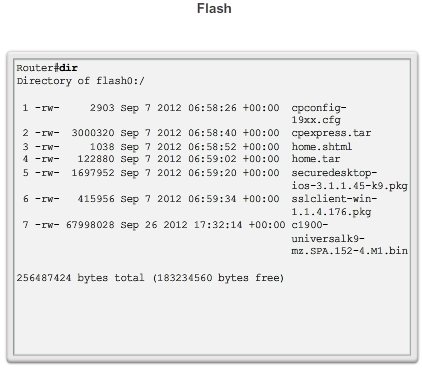 Flash
Router#dir
Directory of flash0:/
1 -rw- 2903 Sep 7 2012 06:58:26 +00:00 cpconfig-
19xx.cfg
2 -rw- 3000320 Sep 7 2012 06:58:40 +00:00 cpexpress.tar
3 -rw- 1038 Sep 7 2012 06:58:52 +00:00 home.shtml
4 -rw- 122880 Sep 7 2012 06:59:02 +00:00 home.tar
5 -rw- 1697952 Sep 7 2012 06:59:20 +00:00 securedesktop-
ios-3.1.1.45-k9.pkg
6 -rw- 415956 Sep 7 2012 06:59:34 +00:00 sslclient-win-
1.1.4.176.pkg
7 -rw- 67998028 Sep 26 2012 17:32:14 +00:00 c1900-
universalk9-
mz.SPA.152-4.M1.bin
256487424 bytes total (183234560 bytes free)